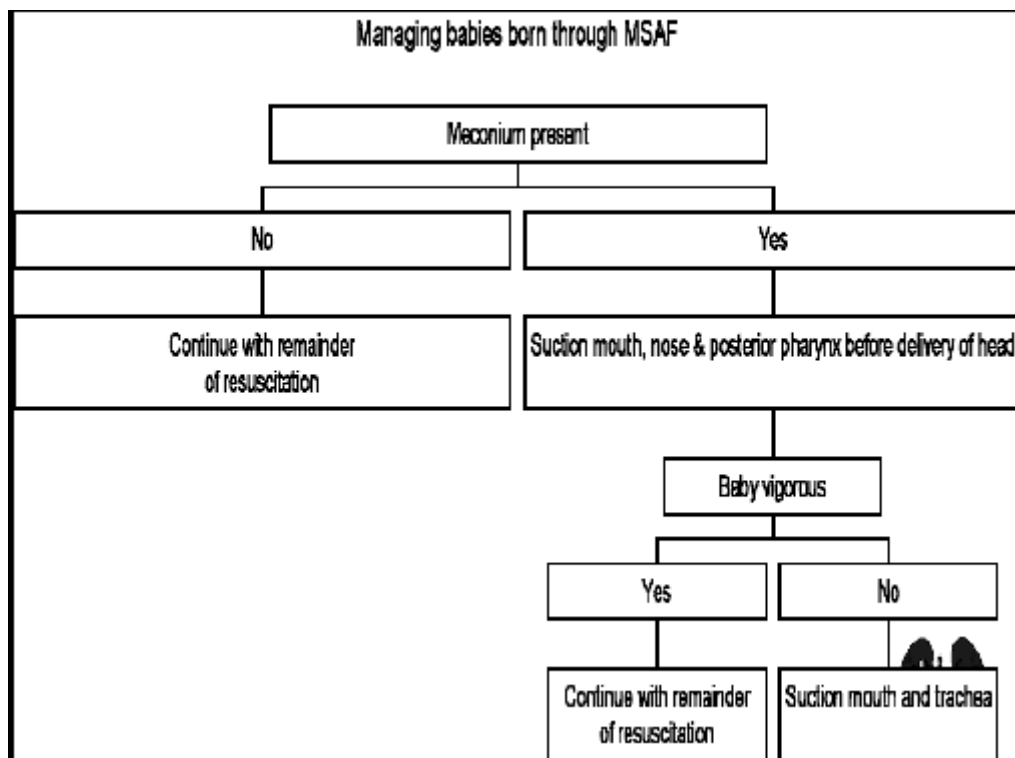 Managing babies born through MSAF
Meconium present
No
Yes
Continue with remainder
of resuscitation
Suction mouth, nose & posterior pharynx before delivery of head
Baby vigorous
Yes
No
Continue with remainder
of resuscitation
Suction mouth and trachea